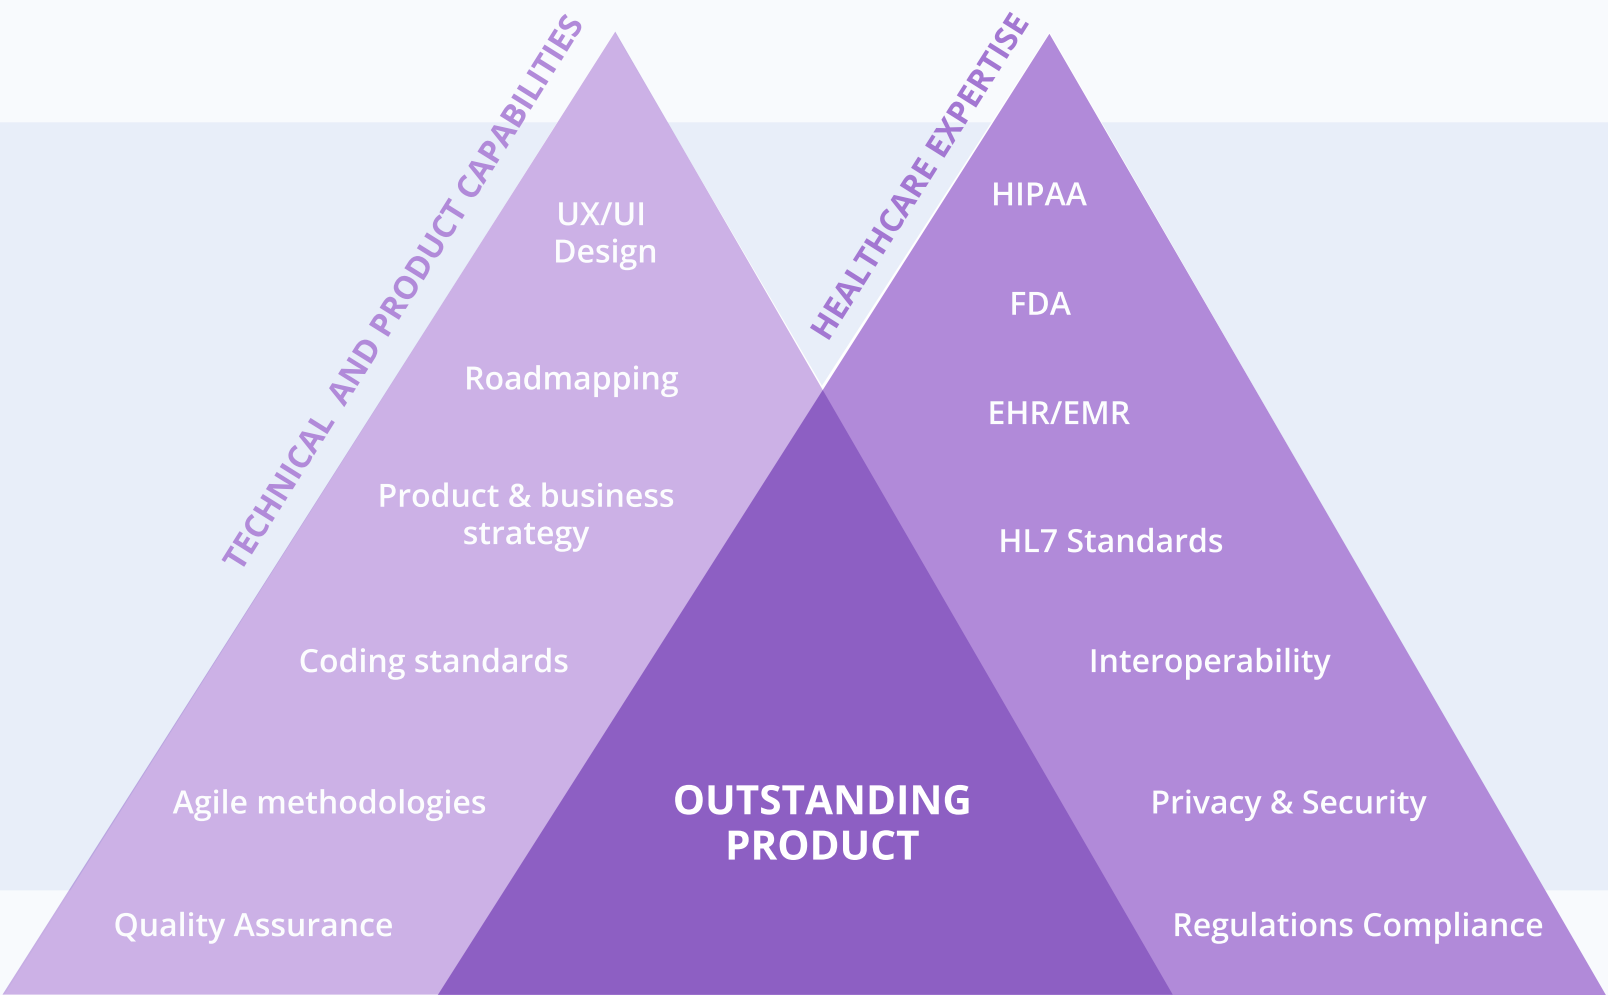 TECHNICAL AND PRODUCT CAPABILITIES
UX/UI
Design
Roadmapping
Product & business
strategy
Coding standards
Agile methodologies
Quality Assurance
HEALTHCARE EXPERTISE
HIPAA
FDA
EHR/EMR
HL7 Standards
Interoperability
Privacy & Security
Regulations Compliance
OUTSTANDING
PRODUCT